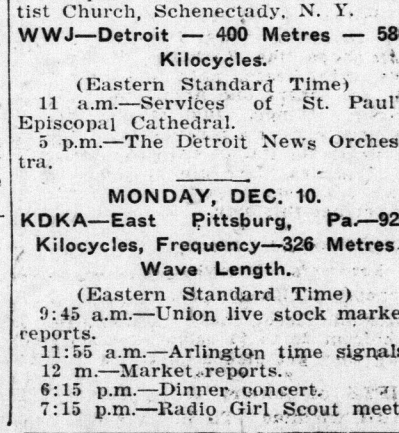 tist Church, Schenectady, N. Y.
WWJ—Detroit — 400 Metres — 58
Kilocycles.
(Eastern Standard Time)
11 a.m.—Services of St. Paul'
Episcopal Cathedral.
5 p.m.—The Detroit News Orches
tra.
MONDAY, DEC. 10.
KDKA—East Pittsburg, Pa.—92
Kilocycles, Frequency—326 Metres
Wave Length.
(Eastern Standard Time)
9:45 a.m.—Union live stock marke
reports.
11:55 a.m.—Arlington time signals
12 m.—Market reports.
6:15 p.m.—Dinner concert.
7:15 p.m.—Radio Girl Scout meet